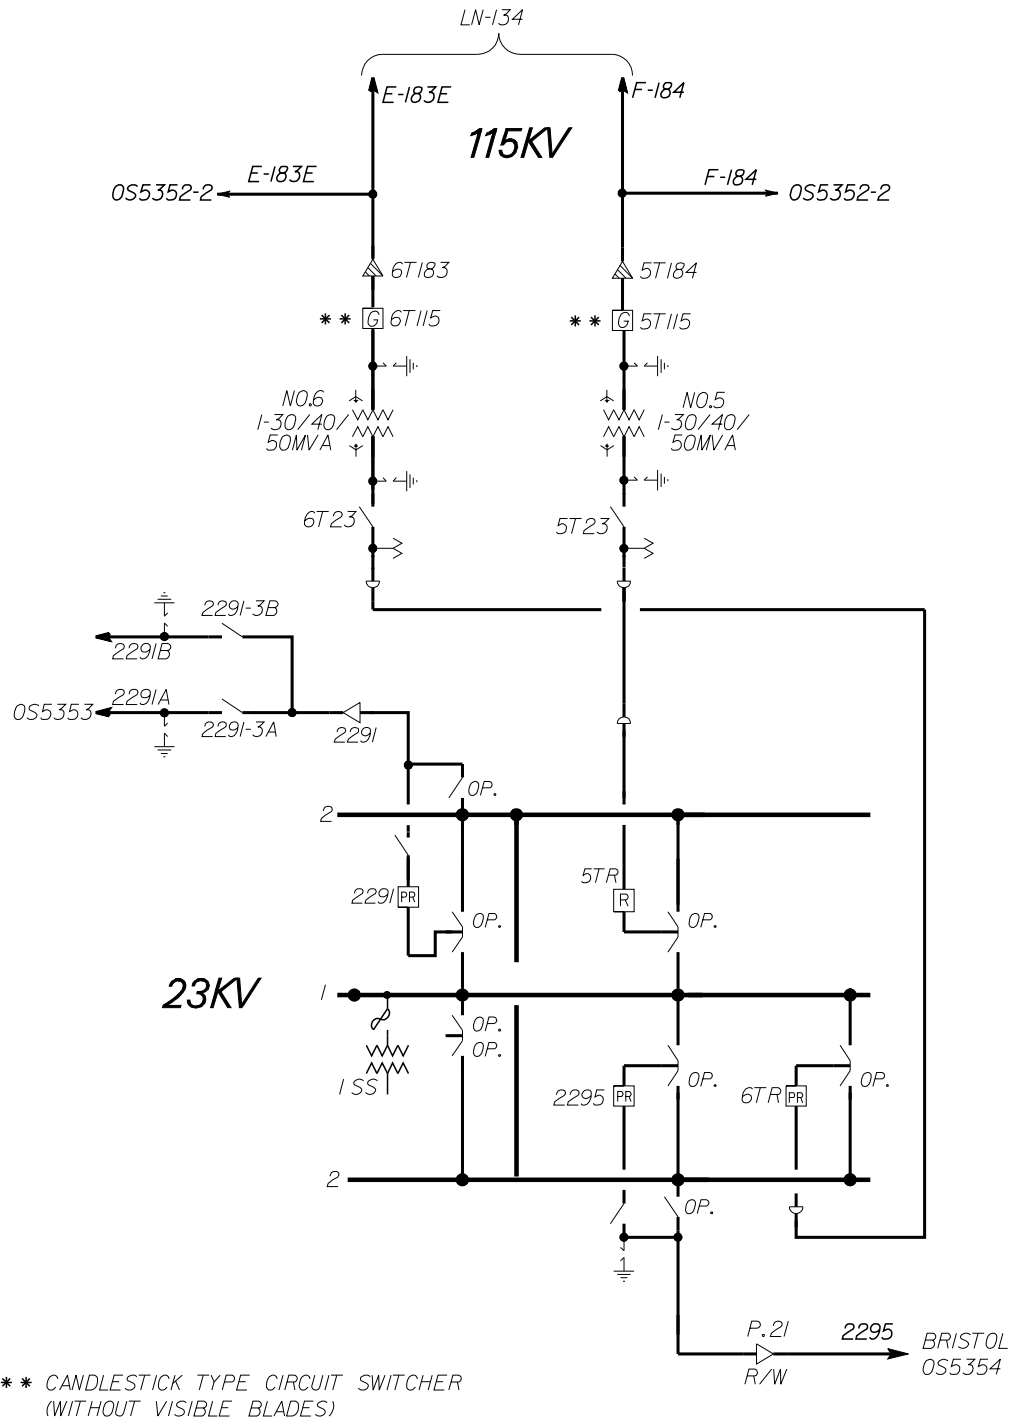 LN-134
E-183E
F-184
115KV
E-183E
F-184
OS5352-2
OS5352-2
6T183
5T184
** G 6T115
** G 5T115
NO.6
1-30/40/
50MVA
NO.5
1-30/40/
50MVA
6T23
5T23
2291-3B
2291B
2291A
OS5353
2291-3A
2291
OP.
2
5TR
2291 PR
R
OP.
OP.
23KV
1
OP.
OP.
1 SS
OP.
OP.
2295 PR
6TR PR
2
OP.
P.21
2295
BRISTOL
OS5354
R/W
** CANDLESTICK TYPE CIRCUIT SWITCHER
(WITHOUT VISIBLE BLADES)